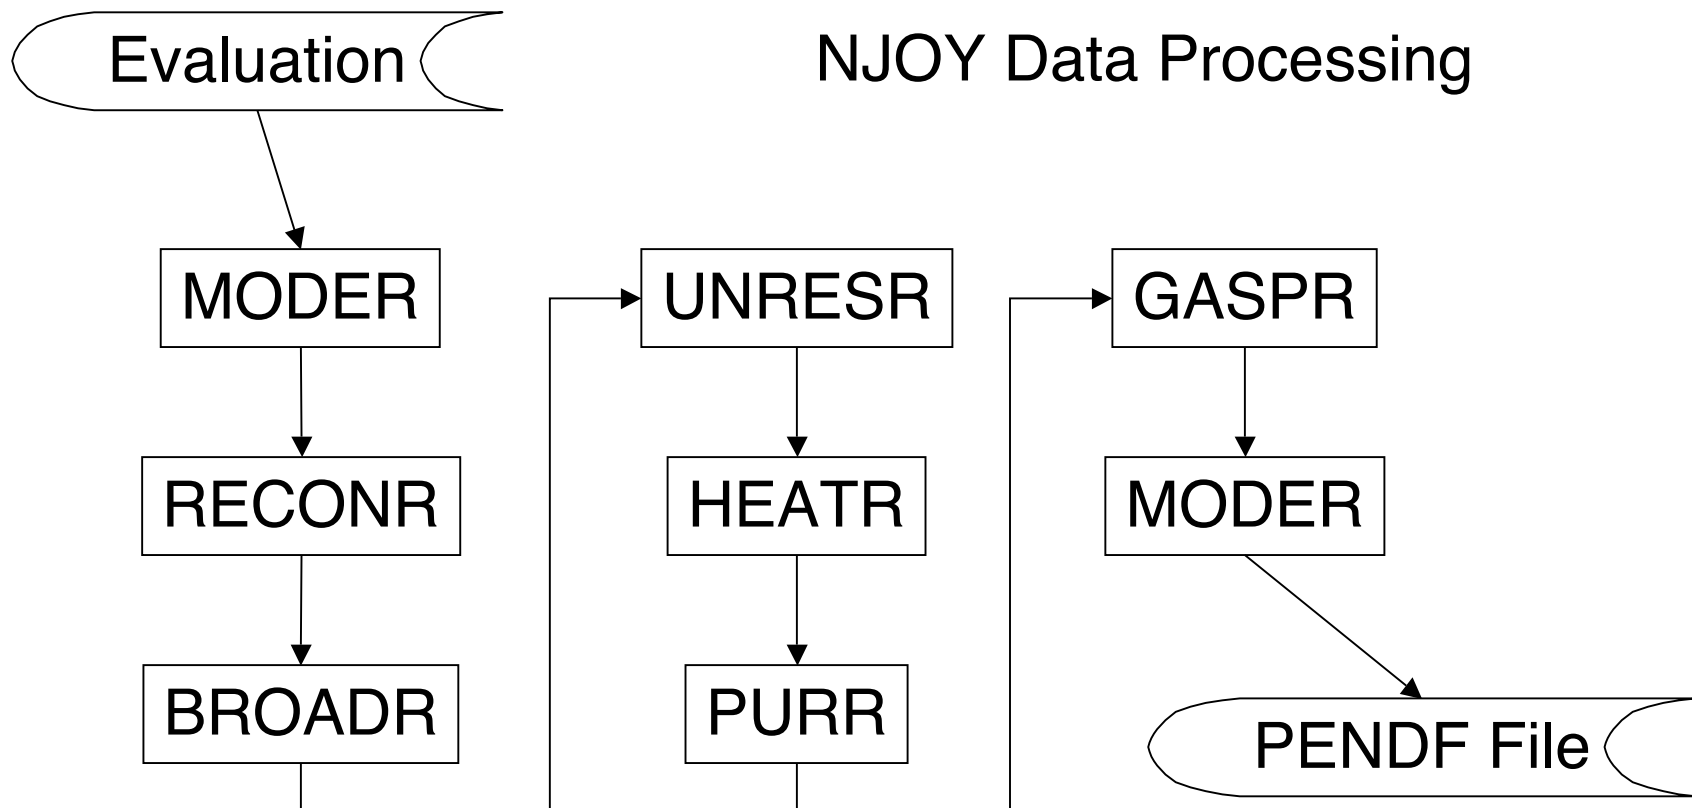 Evaluation
NJOY Data Processing
MODER
RECONR
BROADR
UNRESR
HEATR
PURR
GASPR
MODER
PENDF File